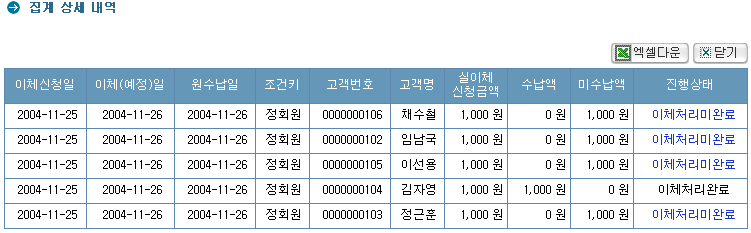 집계 상세 내역
엑셀다운 닫기
이체신청일 이체(예정)일 원수납일 조건키 고객번호 고객명 실이체 신청금액 수납액 미수납액 진행상태
2004-11-25 2004-11-26 2004-11-26 정회원 0000000106 채수철 1,000 원 0 원 1,000 원 이체처리미완료
2004-11-25 2004-11-26 2004-11-26 정회원 0000000102 임남국 1,000 원 0 원 1,000 원 이체처리미완료
2004-11-25 2004-11-26 2004-11-26 정회원 0000000105 이선용 1,000 원 0 원 1,000 원 이체처리미완료
2004-11-25 2004-11-26 2004-11-26 정회원 0000000104 김자영 1,000 원 1,000 원 0 원 이체처리완료
2004-11-25 2004-11-26 2004-11-26 정회원 0000000103 정근훈 1,000 원 0 원 1,000 원 이체처리미완료